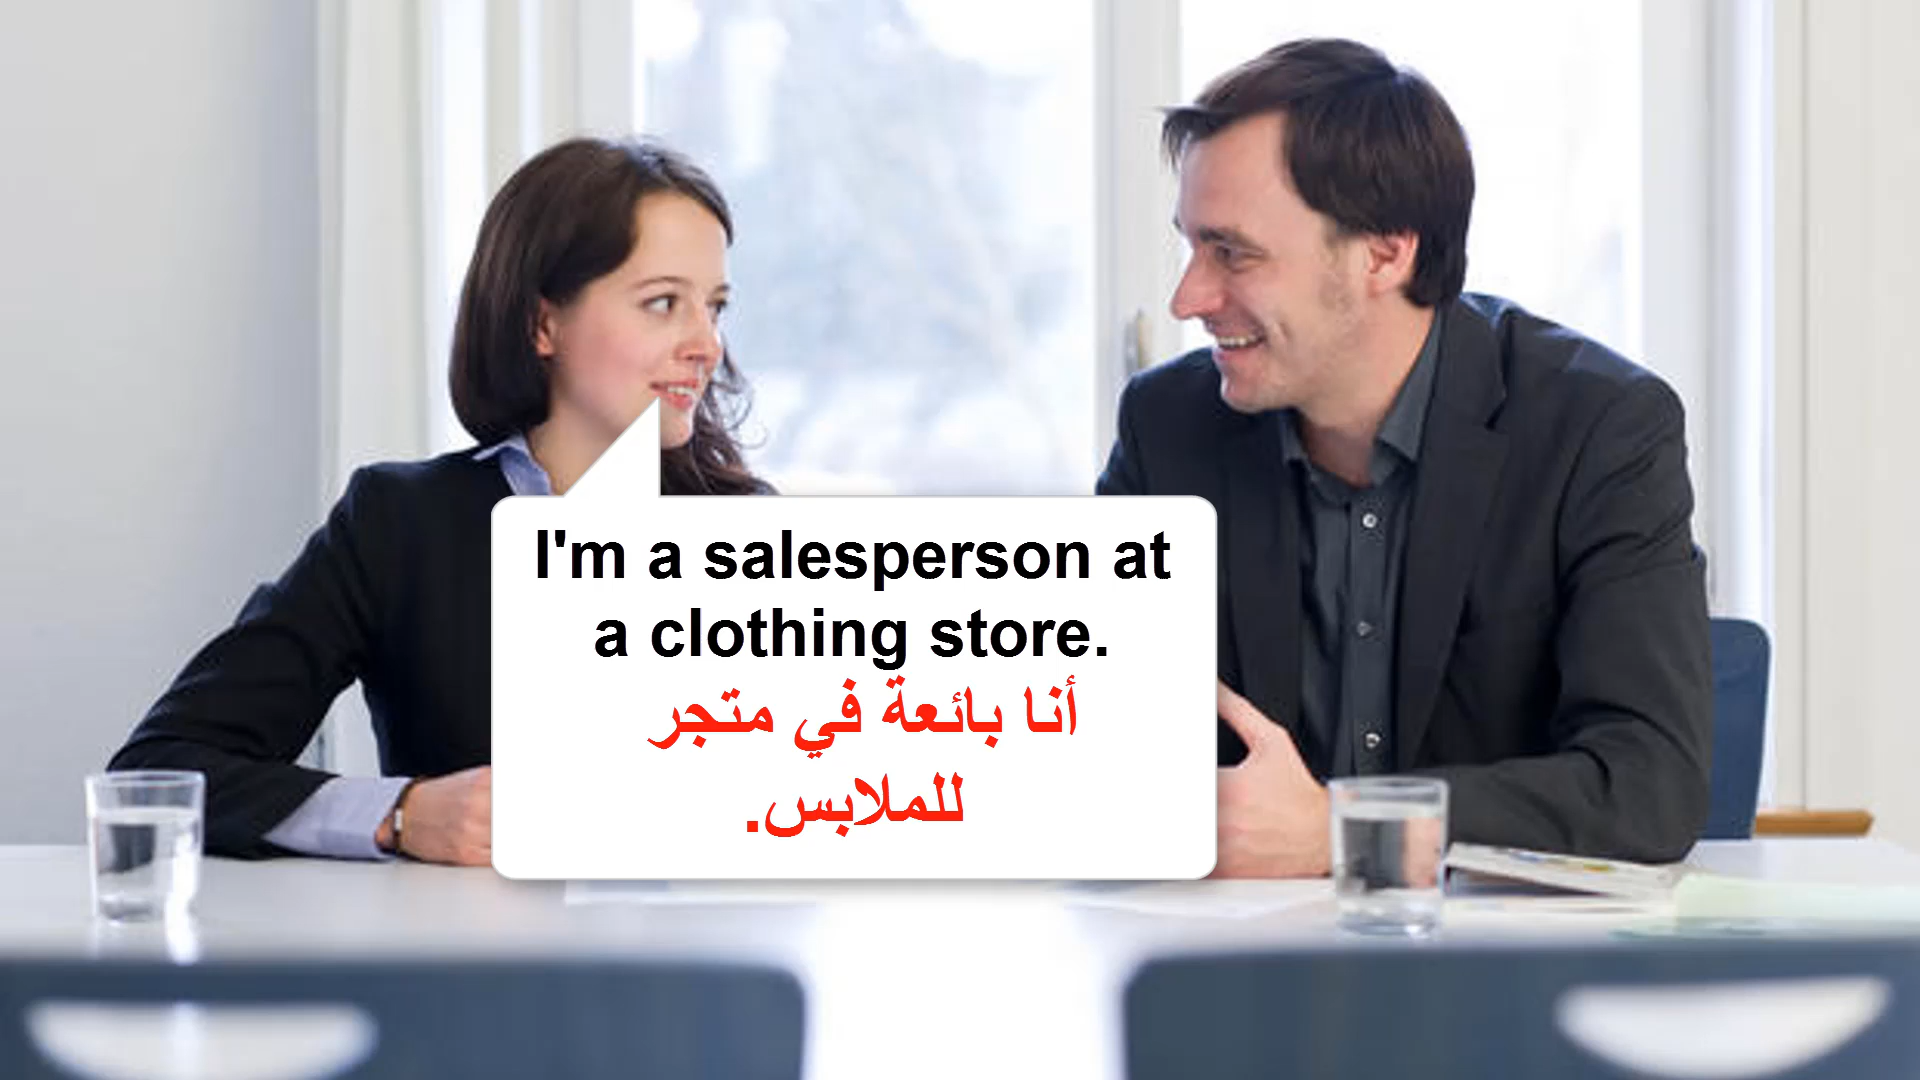 I'm a salesperson at
a clothing store.
أنا بائعة في متجر
للملابس.